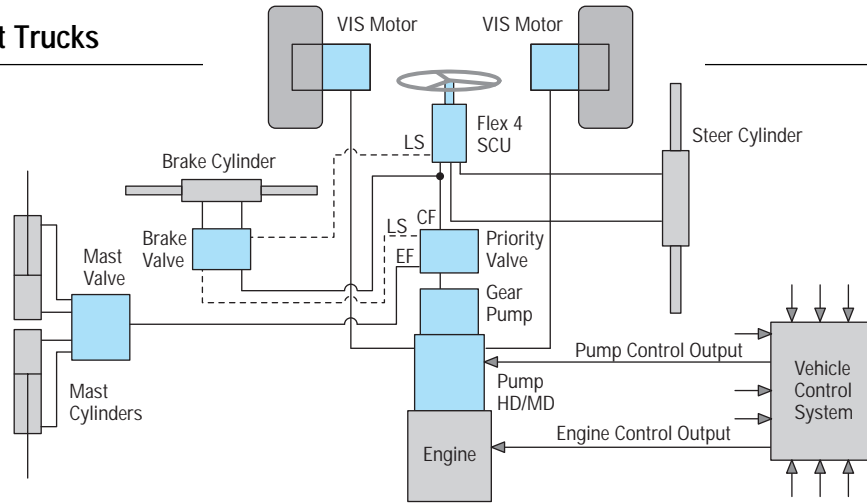 t Trucks
VIS Motor
VIS Motor
Flex 4
SCU
LS
Steer Cylinder
Brake Cylinder
CF
LS
Brake
Valve
Priority
Valve
EF
Mast
Valve
Gear
Pump
Pump Control Output
Vehicle
Control
System
Pump
HD/MD
Mast
Cylinders
Engine Control Output
Engine